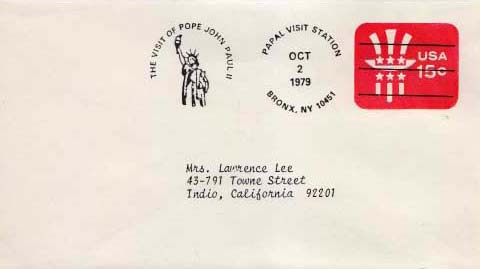 THE VISIT OF POPE JOHN PAUL II
PAPAL VISIT STATION
OCT
2
1979
BRONX, NY 10451
USA
15c
Mrs. Lawrence Lee
43-791 Towne Street
Indio, California 92201